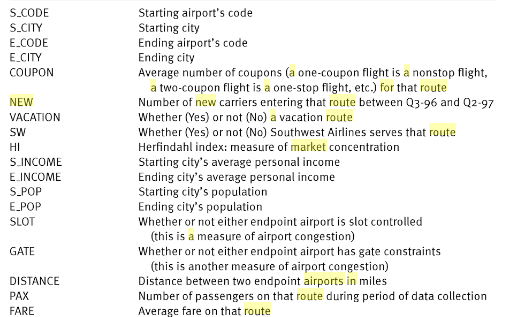 S_CODE Starting airport's code
S_CITY Starting city
E_CODE Ending airport's code
E_CITY Ending city
COUPON Average number of coupons (a one-coupon flight is a nonstop flight,
a two-coupon flight is a one-stop flight, etc.) for that route
NEW Number of new carriers entering that route between Q3-96 and Q2-97
VACATION Whether (Yes) or not (No) a vacation route
SW Whether (Yes) or not (No) Southwest Airlines serves that route
HI Herfindahl index: measure of market concentration
S_INCOME Starting city's average personal income
E_INCOME Ending city's average personal income
S_POP Starting city's population
E_POP Ending city's population
SLOT Whether or not either endpoint airport is slot controlled
(this is a measure of airport congestion)
GATE Whether or not either endpoint airport has gate constraints
(this is another measure of airport congestion)
DISTANCE Distance between two endpoint airports in miles
PAX Number of passengers on that route during period of data collection
FARE Average fare on that route